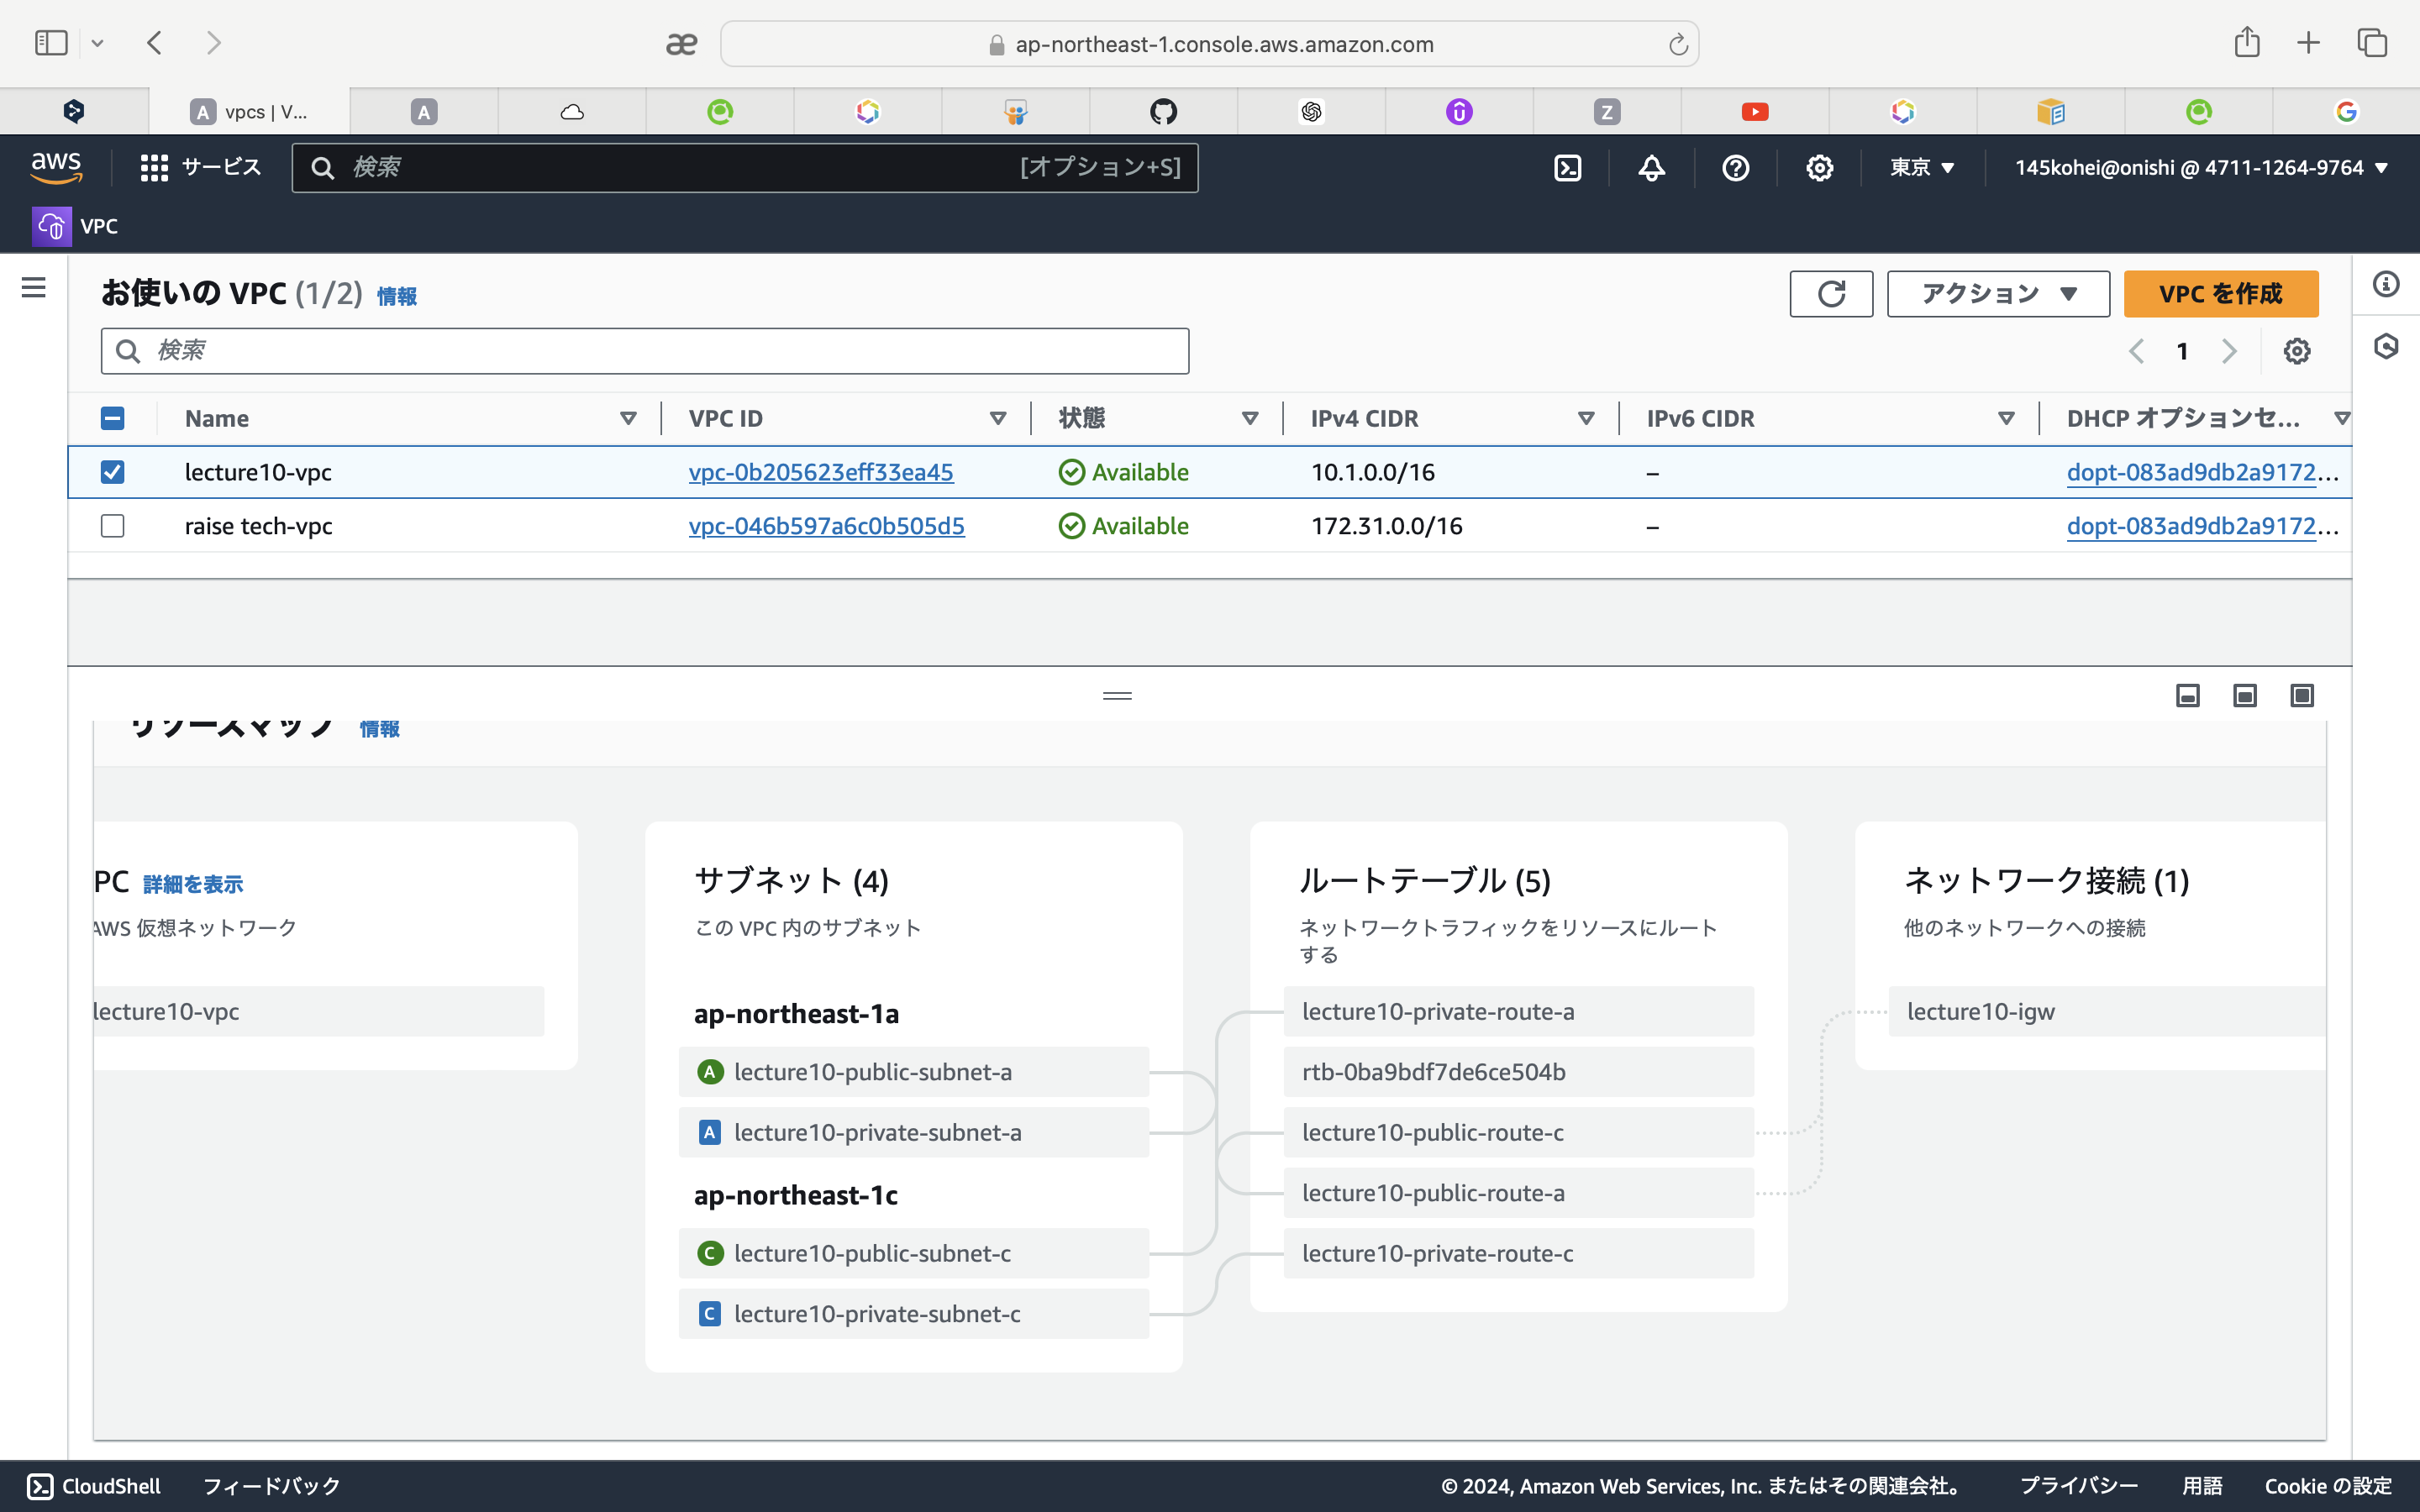 ap-northeast-1.console.aws.amazon.com
A vpcs | V...
A
Z
aws サービス 検索 [オプション+S] 東京 ▼ 145kohei@onishi @ 4711-1264-9764 ▼
VPC
お使いの VPC (1/2) 情報
アクション ▼ VPC を作成
検索
1
Name VPC ID 状態 IPv4 CIDR IPv6 CIDR DHCP オプションセ...
lecture10-vpc vpc-0b205623eff33ea45 Available 10.1.0.0/16 – dopt-083ad9db2a9172...
raise tech-vpc vpc-046b597a6c0b505d5 Available 172.31.0.0/16 – dopt-083ad9db2a9172...
リソースマップ 情報
PC 詳細を表示
AWS 仮想ネットワーク
lecture10-vpc
サブネット (4)
この VPC 内のサブネット
ap-northeast-1a
A lecture10-public-subnet-a
A lecture10-private-subnet-a
ap-northeast-1c
C lecture10-public-subnet-c
C lecture10-private-subnet-c
ルートテーブル (5)
ネットワークトラフィックをリソースにルート
する
lecture10-private-route-a
rtb-0ba9bdf7de6ce504b
lecture10-public-route-c
lecture10-public-route-a
lecture10-private-route-c
ネットワーク接続 (1)
他のネットワークへの接続
lecture10-igw
CloudShell フィードバック © 2024, Amazon Web Services, Inc. またはその関連会社。 プライバシー 用語 Cookie の設定